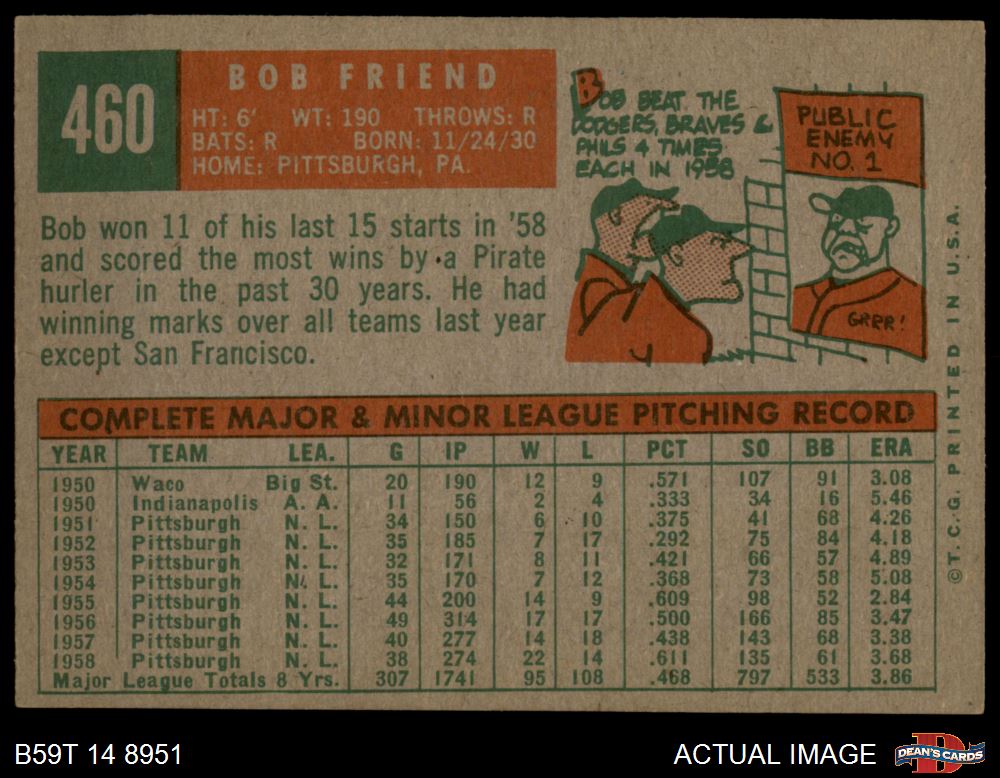 460
BOB FRIEND
HT: 6' WT: 190 THROWS: R
BATS: R BORN: 11/24/30
HOME: PITTSBURGH, PA.
BOB BEAT THE
DODGERS, BRAVES &
PHILS 4 TIMES
EACH IN 1958
PUBLIC
ENEMY
NO. 1
GRRR!
Bob won 11 of his last 15 starts in '58
and scored the most wins by a Pirate
hurler in the past 30 years. He had
winning marks over all teams last year
except San Francisco.
COMPLETE MAJOR & MINOR LEAGUE PITCHING RECORD
YEAR TEAM LEA. G IP W L PCT SO BB ERA
1950 Waco Big St. 20 190 12 9 .571 107 91 3.08
1950 Indianapolis A. A. 11 56 2 4 .333 34 16 5.46
1951 Pittsburgh N. L. 34 150 6 10 .375 41 68 4.26
1952 Pittsburgh N. L. 35 185 7 17 .292 75 84 4.18
1953 Pittsburgh N. L. 32 171 8 11 .421 66 57 4.89
1954 Pittsburgh N. L. 35 170 7 12 .368 73 58 5.08
1955 Pittsburgh N. L. 44 200 14 9 .609 98 52 2.84
1956 Pittsburgh N. L. 49 314 17 17 .500 166 85 3.47
1957 Pittsburgh N. L. 40 277 14 18 .438 143 68 3.38
1958 Pittsburgh N. L. 38 274 22 14 .611 135 61 3.68
Major League Totals 8 Yrs. 307 1741 95 108 .468 797 533 3.86
©T.C.G. PRINTED IN U.S.A.
B59T 14 8951
ACTUAL IMAGE
D
DEAN'S CARDS